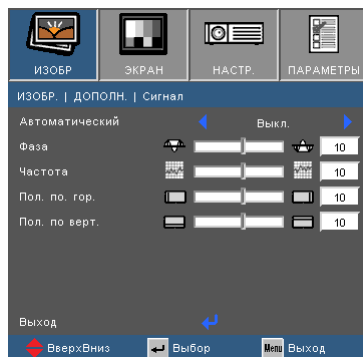 ИЗОБР ЭКРАН НАСТР. ПАРАМЕТРЫ
ИЗОБР. | ДОПОЛН. | Сигнал
Автоматический Выкл.
Фаза 10
Частота 10
Пол. по. гор. 10
Пол. по верт. 10
Выход
ВверхВниз Выбор Menu Выход